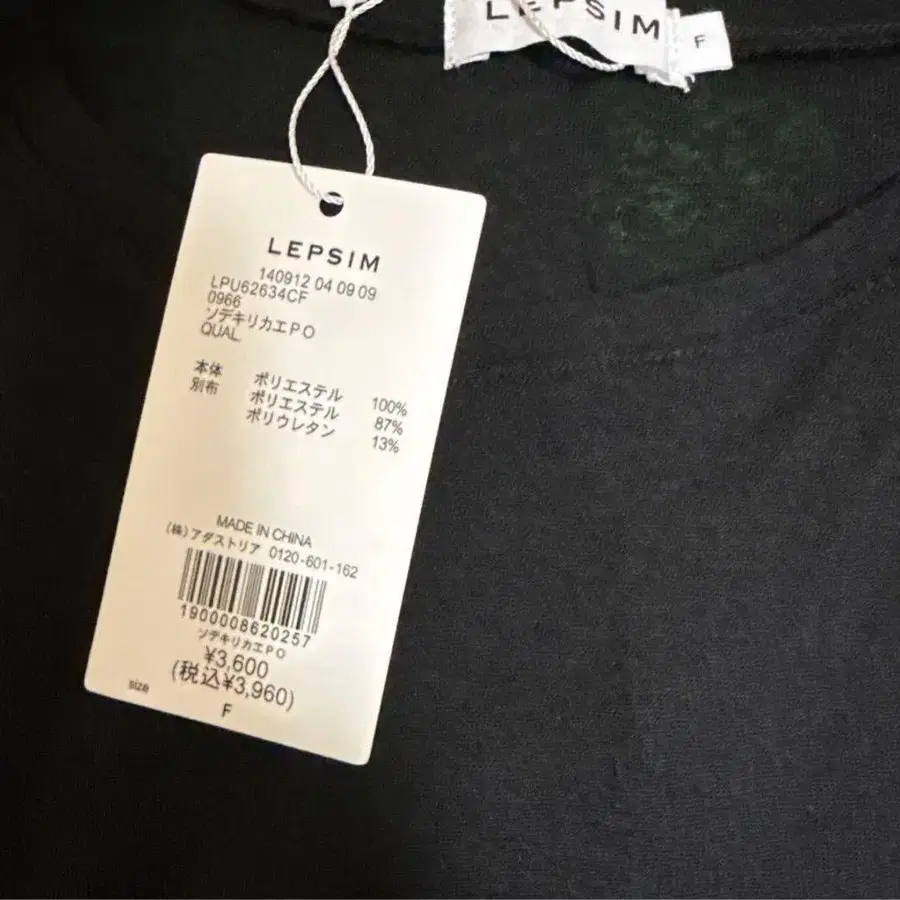 LEPSIM
F
LEPSIM
140912 04 09 09
LPU62634CF
0966
ソデキリカエPO
QUAL.
本体 ポリエステル 100%
別布 ポリエステル 87%
ポリウレタン 13%
MADE IN CHINA
(株)アダストリア 0120-601-162
1900008620257
ソデキリカエPO
¥3,600
(税込¥3,960)
size
F